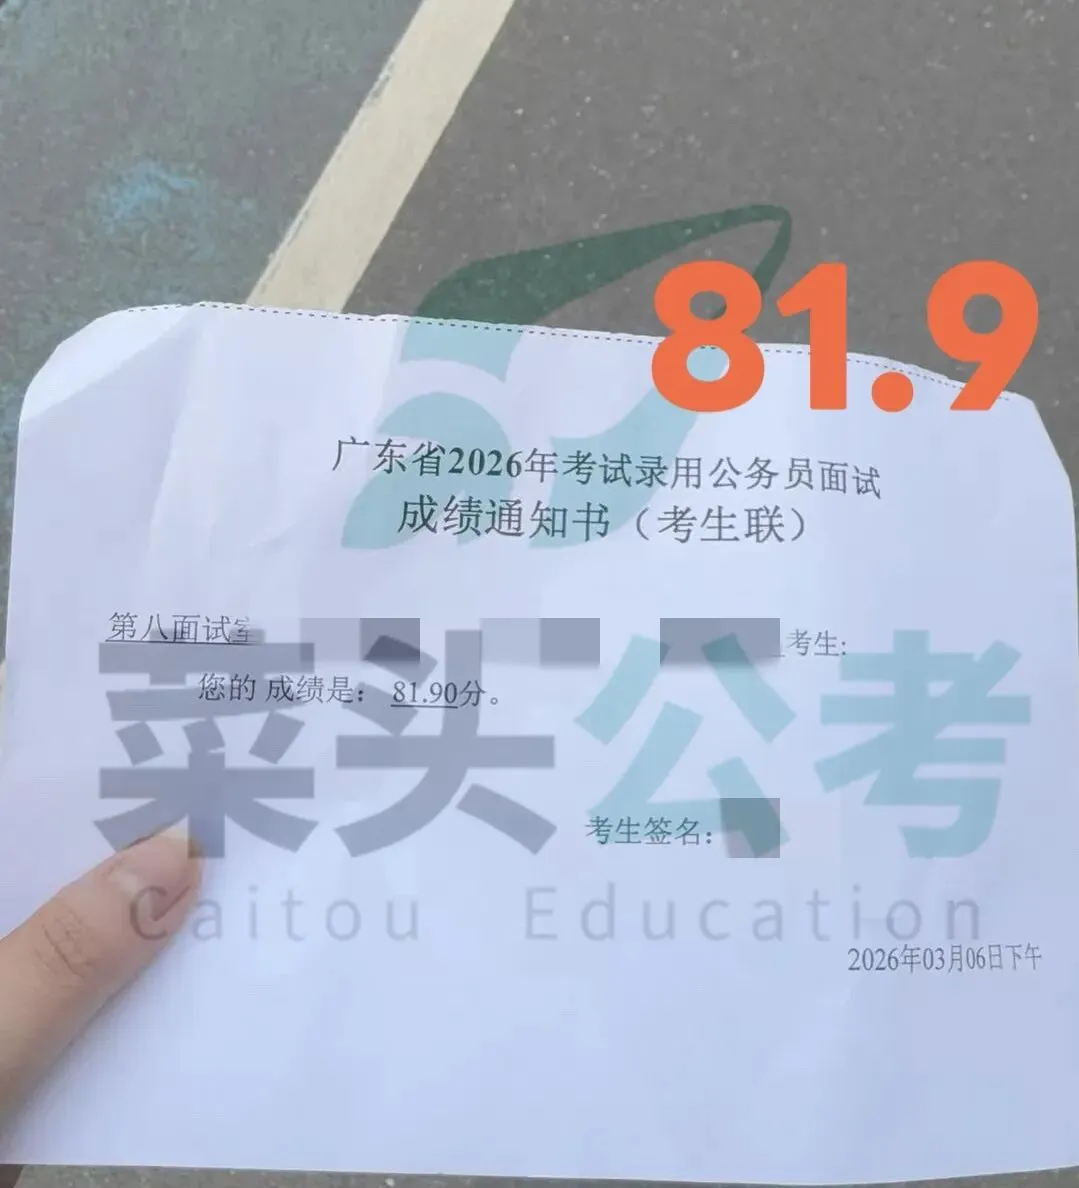 81.9
广东省2026年考试录用公务员面试
成绩通知书（考生联）
第八面试室 考生:
您的 成绩是： 81.90分。
菜头公考
考生签名:
Caitou Education
2026年03月06日下午